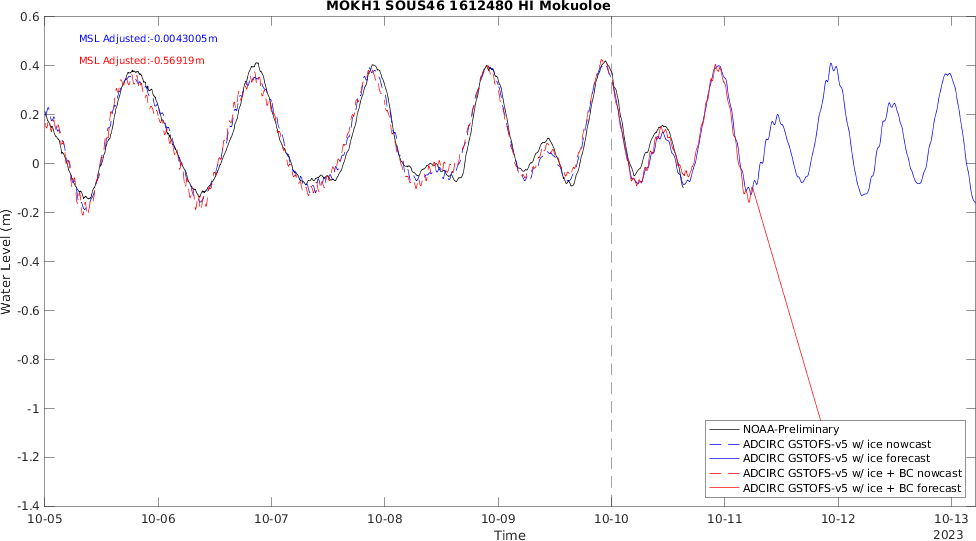 MOKH1 SOUS46 1612480 HI Mokuoloe
MSL Adjusted:-0.0043005m
MSL Adjusted:-0.56919m
0.6
0.4
0.2
0
-0.2
-0.4
-0.6
-0.8
-1
-1.2
-1.4
Water Level (m)
NOAA-Preliminary
ADCIRC GSTOFS-v5 w/ ice nowcast
ADCIRC GSTOFS-v5 w/ ice forecast
ADCIRC GSTOFS-v5 w/ ice + BC nowcast
ADCIRC GSTOFS-v5 w/ ice + BC forecast
10-05 10-06 10-07 10-08 10-09 10-10 10-11 10-12 10-13
Time
2023